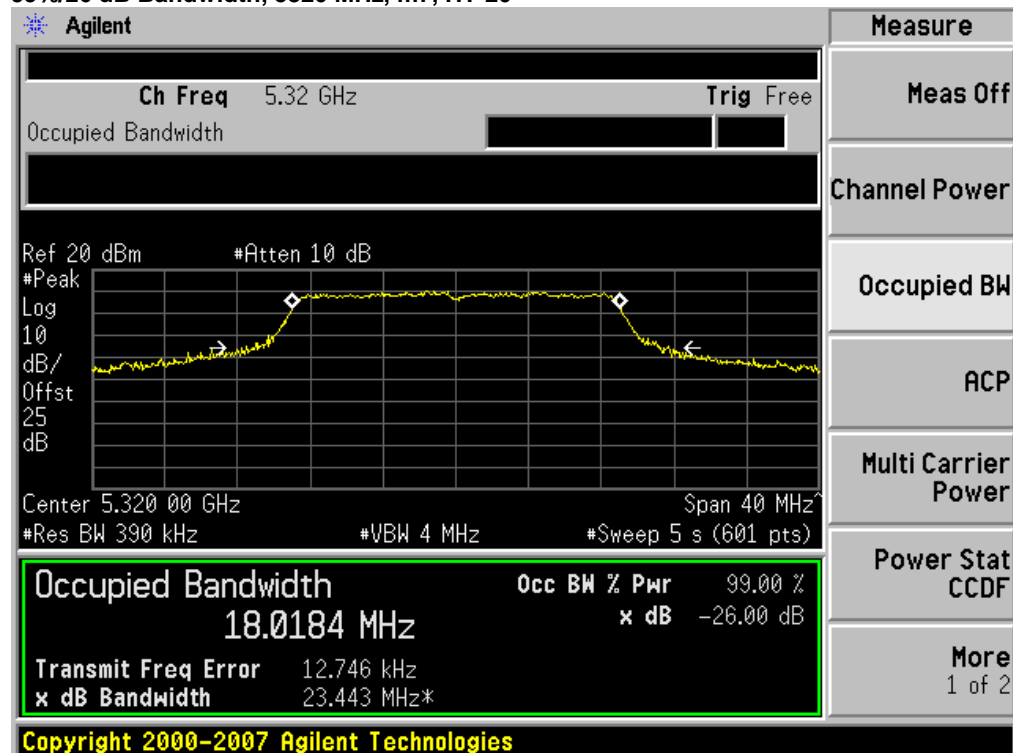 Agilent
Measure
Ch Freq 5.32 GHz
Trig Free
Occupied Bandwidth
Ref 20 dBm
#Atten 10 dB
#Peak
Log
10
dB/
Offst
25
dB
Center 5.320 00 GHz
Span 40 MHz^
#Res BW 390 kHz
#VBW 4 MHz
#Sweep 5 s (601 pts)
Occupied Bandwidth
18.0184 MHz
Occ BW % Pwr 99.00 %
x dB -26.00 dB
Transmit Freq Error 12.746 kHz
x dB Bandwidth 23.443 MHz*
Meas Off
Channel Power
Occupied BW
ACP
Multi Carrier
Power
Power Stat
CCDF
More
1 of 2
Copyright 2000-2007 Agilent Technologies